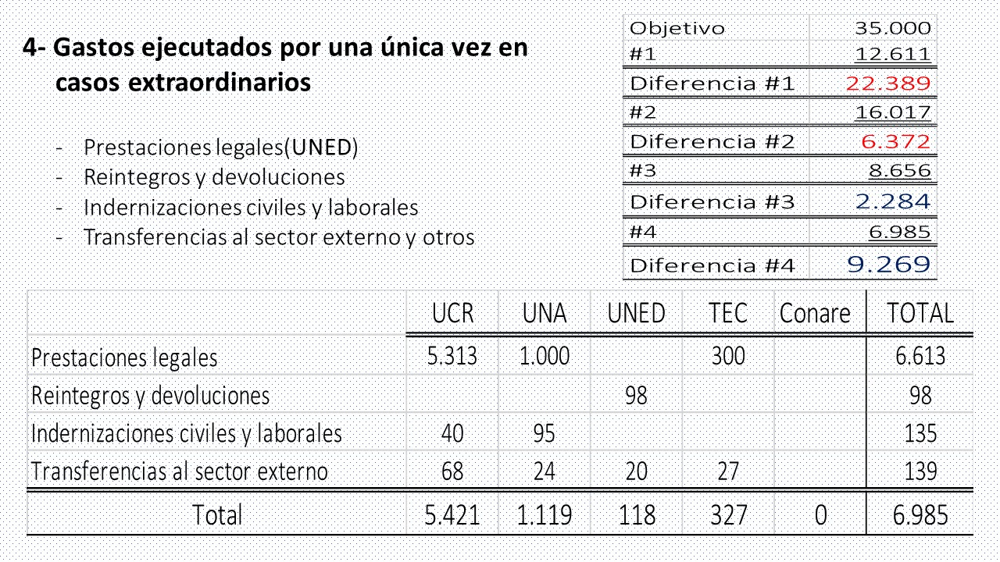 4- Gastos ejecutados por una única vez en
casos extraordinarios
- Prestaciones legales(UNED)
- Reintegros y devoluciones
- Indernizaciones civiles y laborales
- Transferencias al sector externo y otros
Objetivo 35.000
#1 12.611
Diferencia #1 22.389
#2 16.017
Diferencia #2 6.372
#3 8.656
Diferencia #3 2.284
#4 6.985
Diferencia #4 9.269
UCR UNA UNED TEC Conare TOTAL
Prestaciones legales 5.313 1.000 300 6.613
Reintegros y devoluciones 98 98
Indernizaciones civiles y laborales 40 95 135
Transferencias al sector externo 68 24 20 27 139
Total 5.421 1.119 118 327 0 6.985